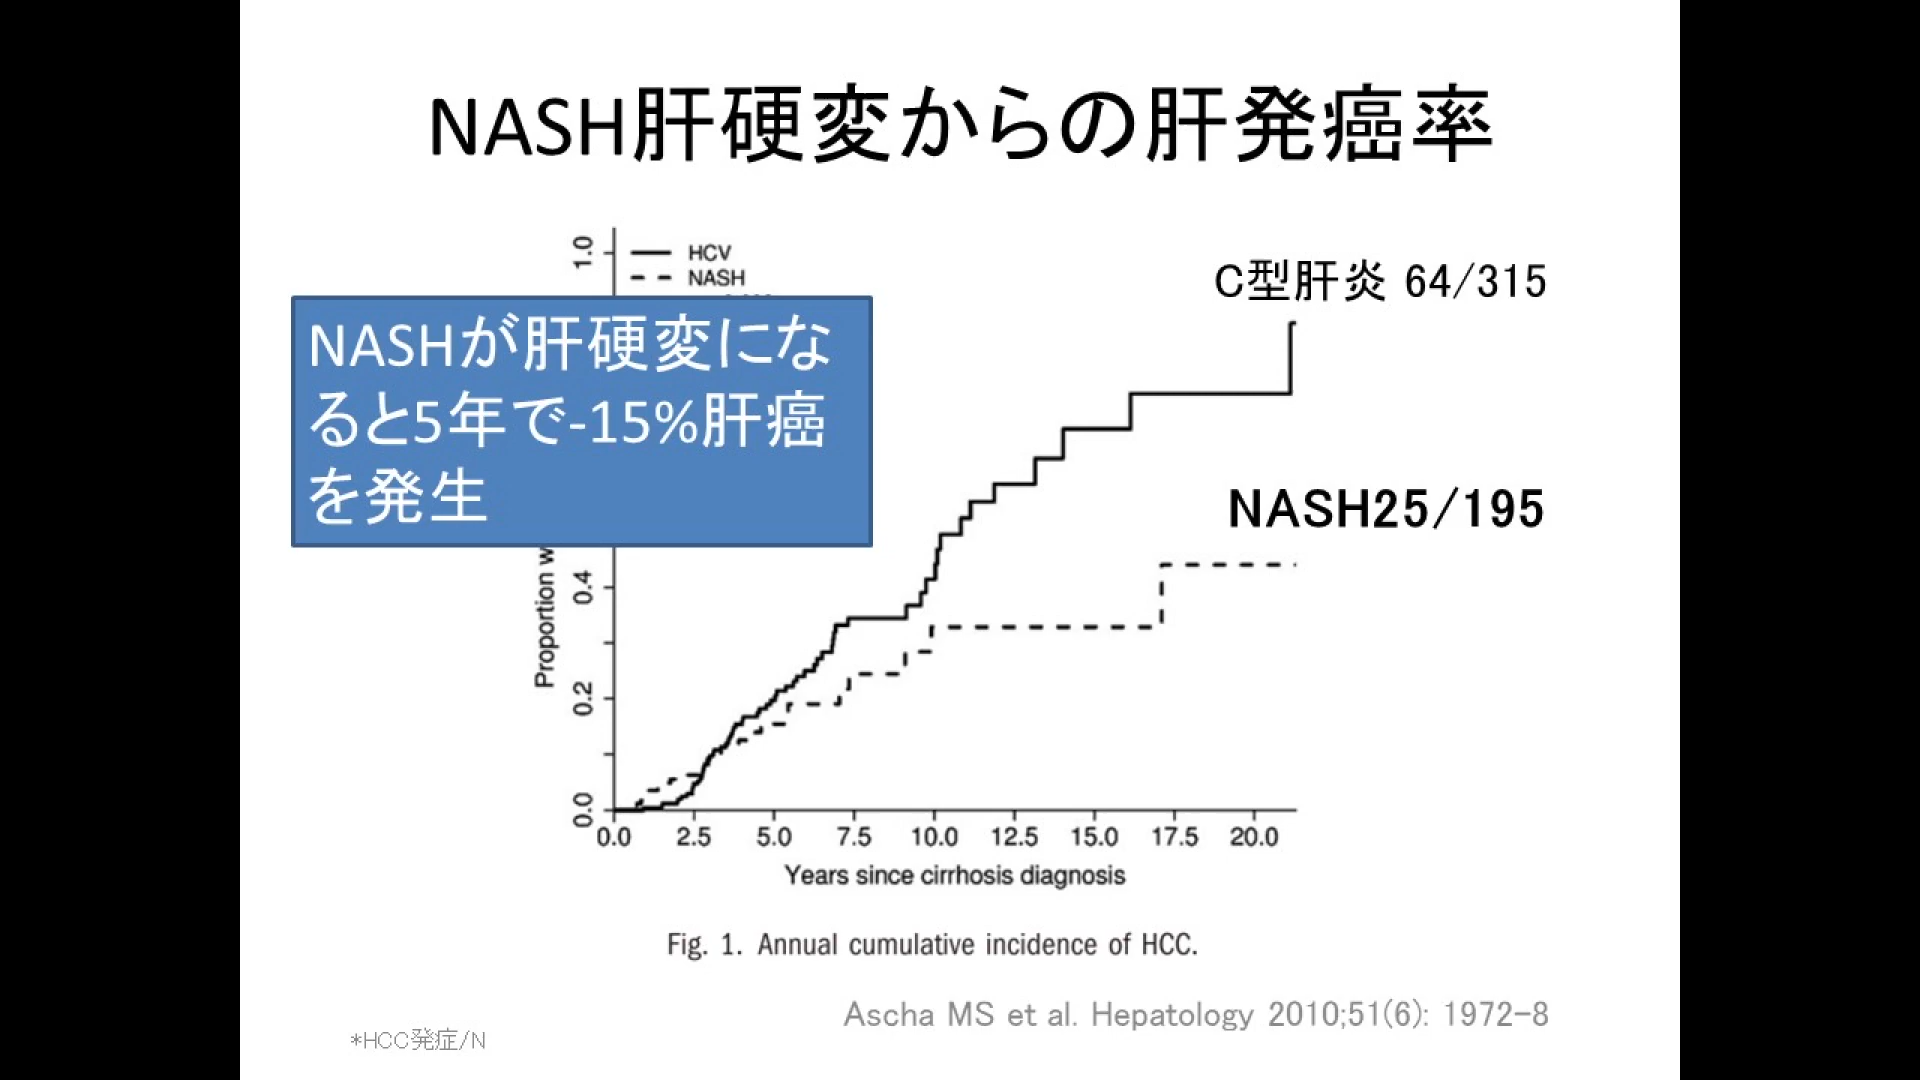 NASH肝硬変からの肝発癌率
1.0
HCV
NASH
C型肝炎 64/315
NASHが肝硬変にな
ると5年で-15%肝癌
を発生
NASH25/195
Proportion
0.4
0.2
0.0
0.0 2.5 5.0 7.5 10.0 12.5 15.0 17.5 20.0
Years since cirrhosis diagnosis
Fig. 1. Annual cumulative incidence of HCC.
Ascha MS et al. Hepatology 2010;51(6): 1972-8
*HCC発症/N